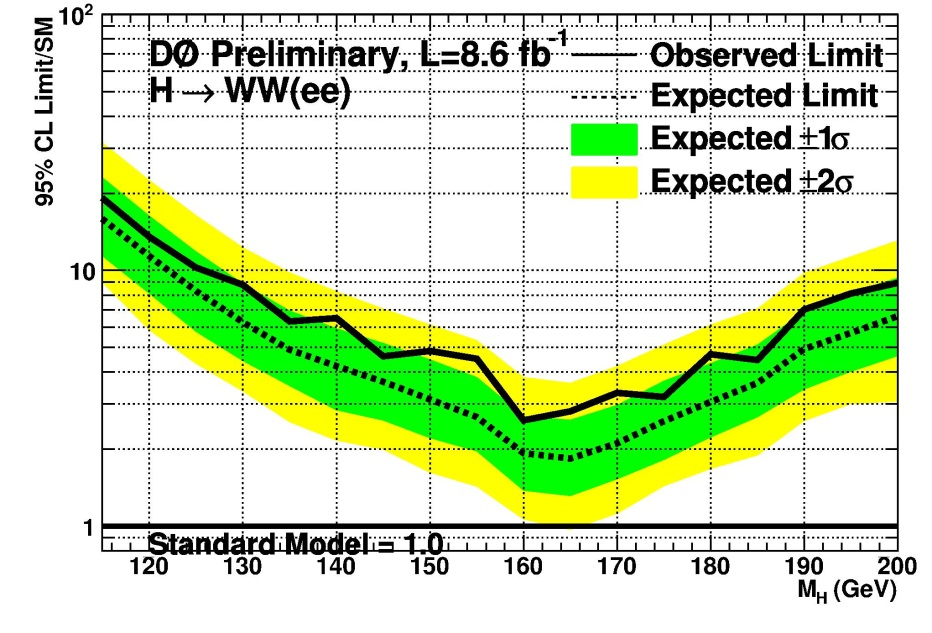 10²
95% CL Limit/SM
DØ Preliminary, L=8.6 fb⁻¹
H → WW(ee)
Observed Limit
Expected Limit
Expected ±1σ
Expected ±2σ
10
1
Standard Model = 1.0
120 130 140 150 160 170 180 190 200
M_H (GeV)